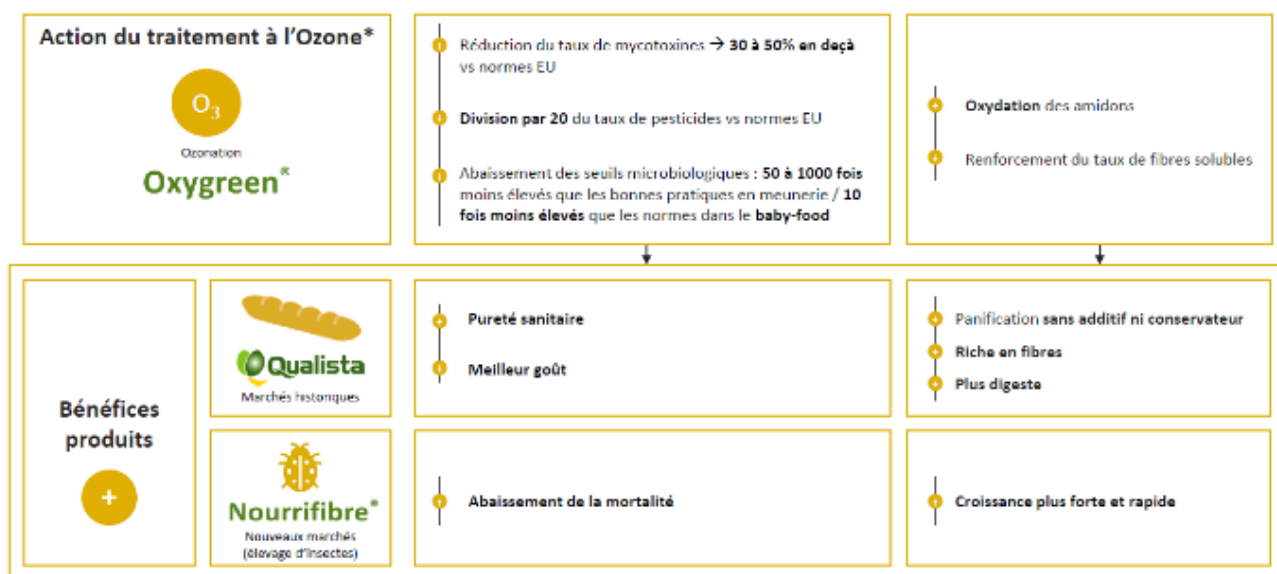 Action du traitement à l'Ozone*
O3
Ozonation
Oxygreen®
Réduction du taux de mycotoxines → 30 à 50% en deçà
vs normes EU
Division par 20 du taux de pesticides vs normes EU
Abaissement des seuils microbiologiques : 50 à 1000 fois
moins élevés que les bonnes pratiques en meunerie / 10
fois moins élevés que les normes dans le baby-food
Oxydation des amidons
Renforcement du taux de fibres solubles
Bénéfices
produits
+
Qualista
Marchés historiques
Pureté sanitaire
Meilleur goût
Panification sans additif ni conservateur
Riche en fibres
Plus digeste
Nourrifibre®
Nouveaux marchés
(élevage d'insectes)
Abaissement de la mortalité
Croissance plus forte et rapide